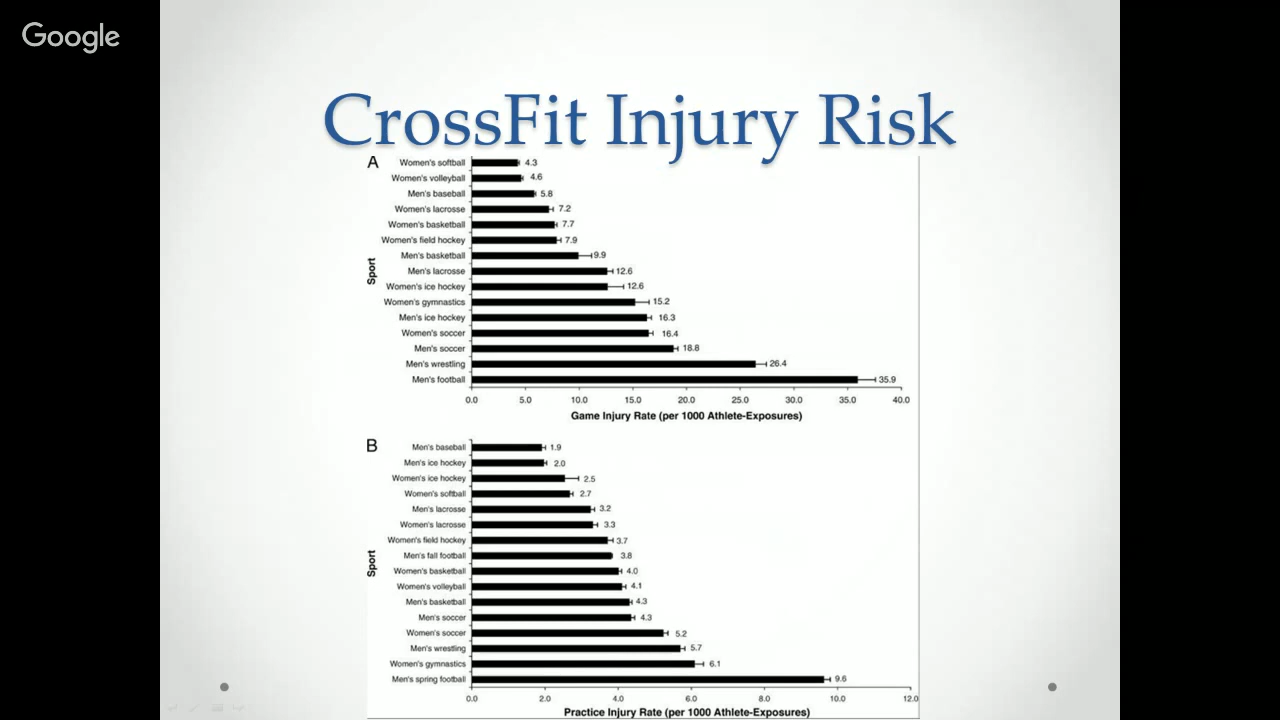 Google
CrossFit Injury Risk
A
Women's softball 4.3
Women's volleyball 4.6
Men's baseball 5.8
Women's lacrosse 7.2
Women's basketball 7.7
Women's field hockey 7.9
Men's basketball 9.9
Men's lacrosse 12.6
Women's ice hockey 12.6
Women's gymnastics 15.2
Men's ice hockey 16.3
Women's soccer 16.4
Men's soccer 18.8
Men's wrestling 26.4
Men's football 35.9
Sport
0.0 5.0 10.0 15.0 20.0 25.0 30.0 35.0 40.0
Game Injury Rate (per 1000 Athlete-Exposures)
B
Men's baseball 1.9
Men's ice hockey 2.0
Women's ice hockey 2.5
Women's softball 2.7
Men's lacrosse 3.2
Women's lacrosse 3.3
Women's field hockey 3.7
Men's fall football 3.8
Women's basketball 4.0
Women's volleyball 4.1
Men's basketball 4.3
Men's soccer 4.3
Women's soccer 5.2
Men's wrestling 5.7
Women's gymnastics 6.1
Men's spring football 9.6
Sport
0.0 2.0 4.0 6.0 8.0 10.0 12.0
Practice Injury Rate (per 1000 Athlete-Exposures)